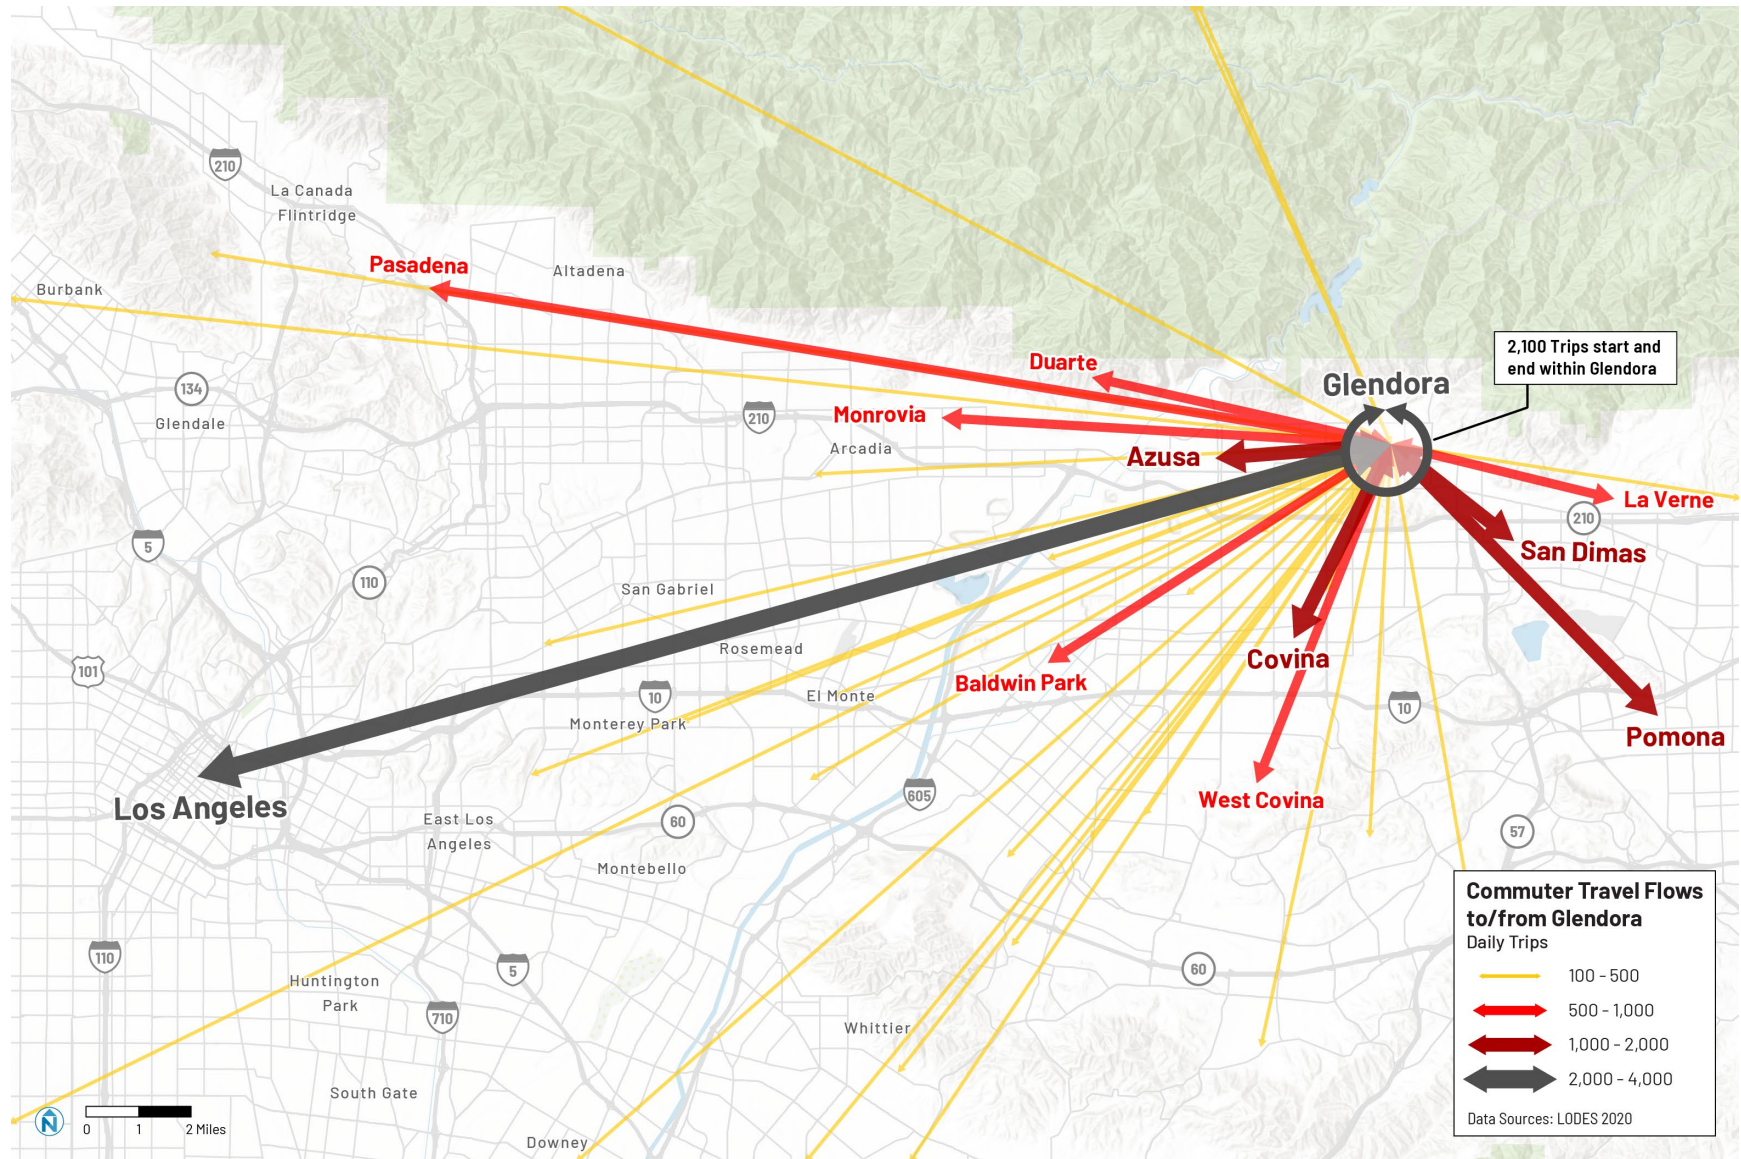 210
La Canada
Flintridge
Pasadena
Altadena
Burbank
2,100 Trips start and
end within Glendora
Duarte
Glendora
134
Monrovia
210
Glendale
Arcadia
Azusa
La Verne
210
5
San Dimas
110
San Gabriel
Rosemead
Covina
101
Baldwin Park
10
El Monte
10
Monterey Park
Pomona
605
West Covina
Los Angeles
East Los
Angeles
60
57
Montebello
Commuter Travel Flows
to/from Glendora
Daily Trips
100 - 500
500 - 1,000
1,000 - 2,000
2,000 - 4,000
Data Sources: LODES 2020
110
5
60
Huntington
Park
710
Whittier
South Gate
N
0 1 2 Miles
Downey